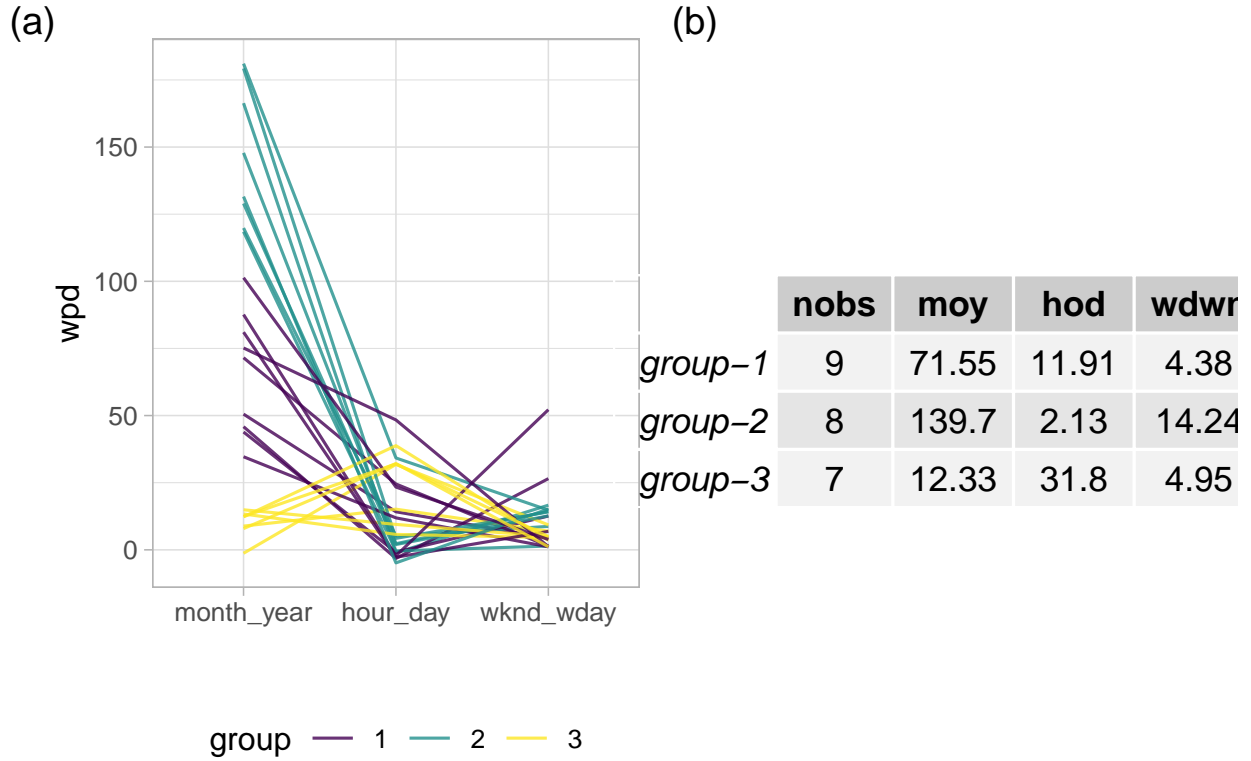 (a)
(b)
150
100
50
0
wpd
month_year hour_day wknd_wday
group 1 2 3
nobs moy hod wdwn
group−1 9 71.55 11.91 4.38
group−2 8 139.7 2.13 14.24
group−3 7 12.33 31.8 4.95